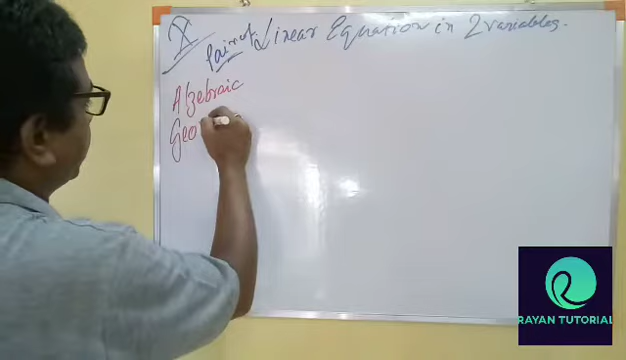 X
Pair of Linear Equation in 2 variables.
Algebraic
Geo
RAYAN TUTORIAL